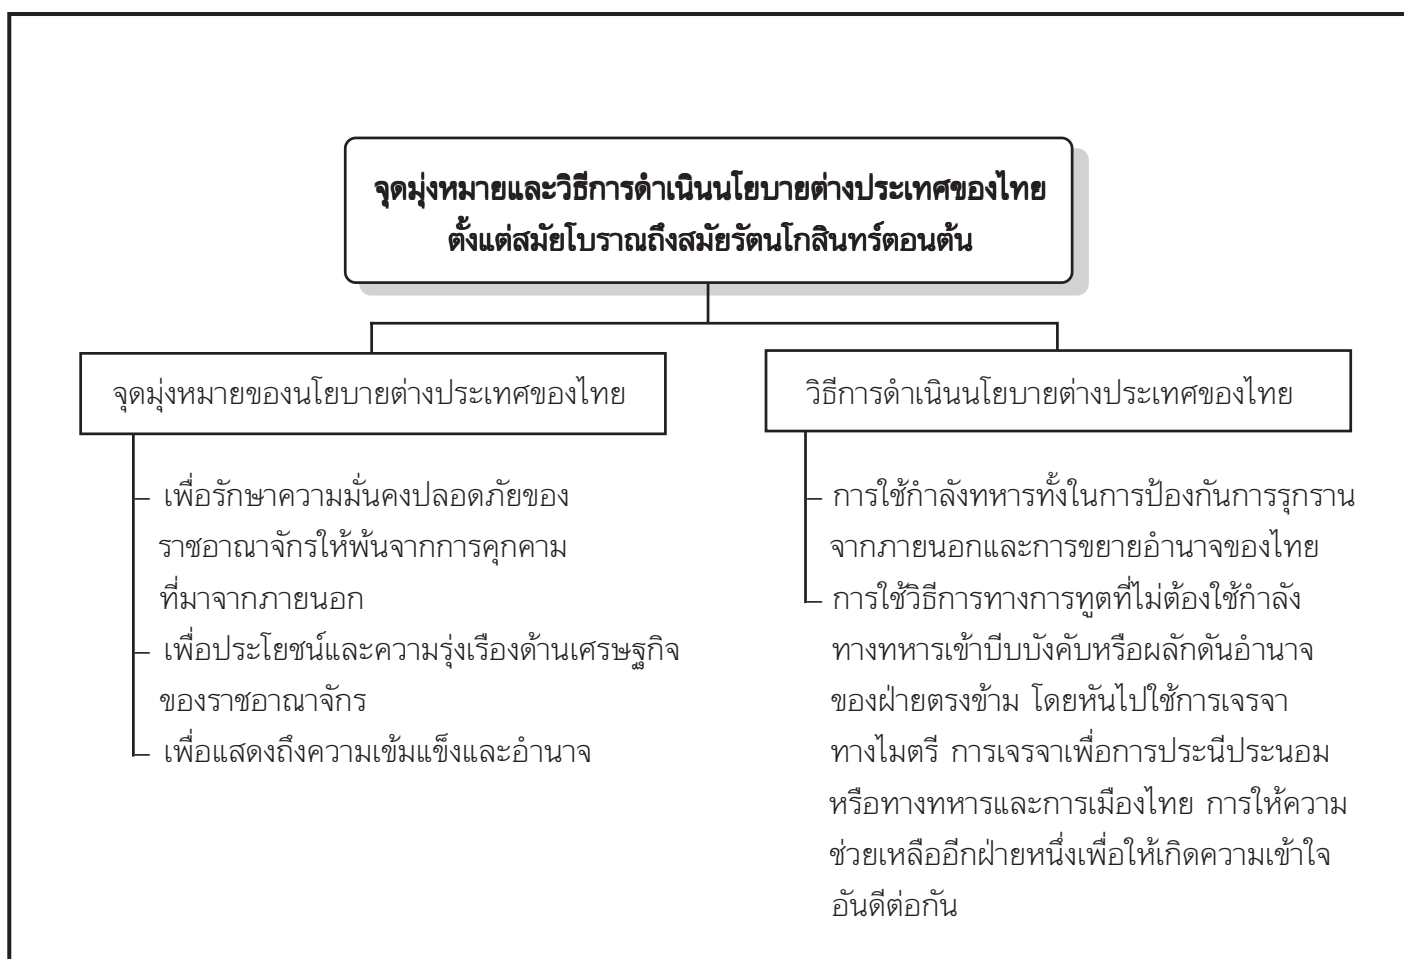 จุดมุ่งหมายและวิธีการดำเนินนโยบายต่างประเทศของไทย
ตั้งแต่สมัยโบราณถึงสมัยรัตนโกสินทร์ตอนต้น
จุดมุ่งหมายของนโยบายต่างประเทศของไทย
– เพื่อรักษาความมั่นคงปลอดภัยของ
ราชอาณาจักรให้พ้นจากการคุกคาม
ที่มาจากภายนอก
– เพื่อประโยชน์และความรุ่งเรืองด้านเศรษฐกิจ
ของราชอาณาจักร
– เพื่อแสดงถึงความเข้มแข็งและอำนาจ
วิธีการดำเนินนโยบายต่างประเทศของไทย
– การใช้กำลังทหารทั้งในการป้องกันการรุกราน
จากภายนอกและการขยายอำนาจของไทย
– การใช้วิธีการทางการทูตที่ไม่ต้องใช้กำลัง
ทางทหารเข้าบีบบังคับหรือผลักดันอำนาจ
ของฝ่ายตรงข้าม โดยหันไปใช้การเจรจา
ทางไมตรี การเจรจาเพื่อการประนีประนอม
หรือทางทหารและการเมืองไทย การให้ความ
ช่วยเหลืออีกฝ่ายหนึ่งเพื่อให้เกิดความเข้าใจ
อันดีต่อกัน